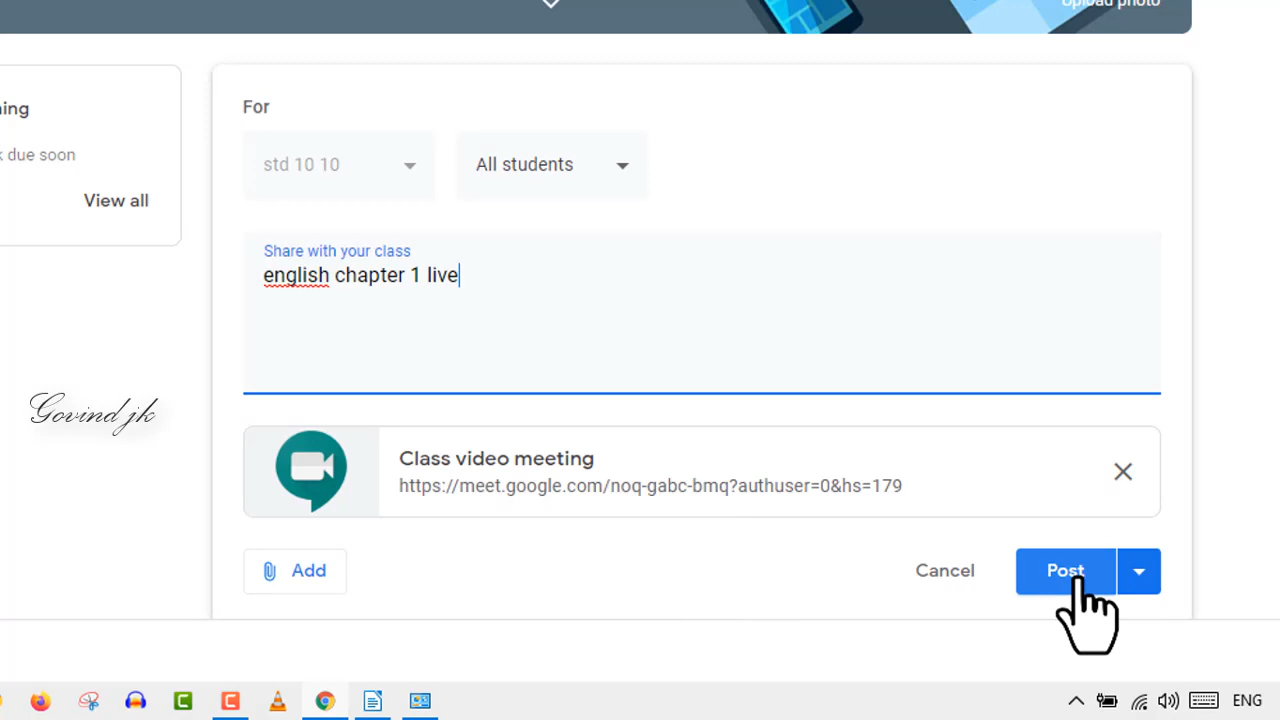 Upload photo
ning
k due soon
View all
For
std 10 10
All students
Share with your class
english chapter 1 live
Govind jk
Class video meeting
https://meet.google.com/noq-gabc-bmq?authuser=0&hs=179
Add
Cancel
Post
ENG